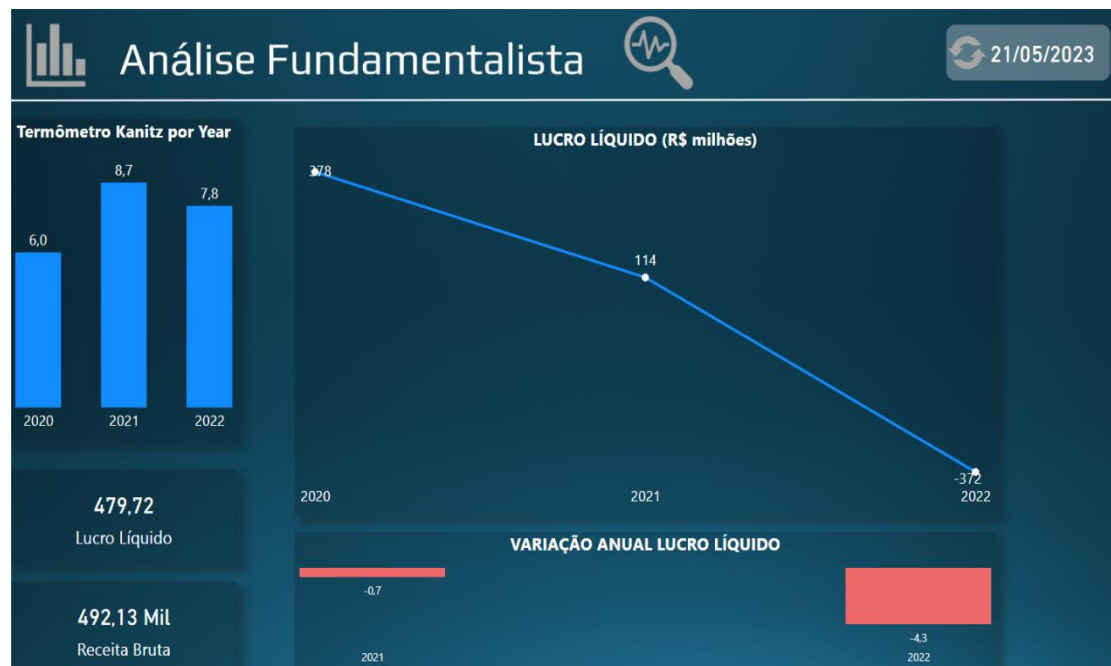 Análise Fundamentalista
21/05/2023
Termômetro Kanitz por Year
8,7
7,8
6,0
2020 2021 2022
LUCRO LÍQUIDO (R$ milhões)
378
114
-372
2020 2021 2022
479,72
Lucro Líquido
492,13 Mil
Receita Bruta
VARIAÇÃO ANUAL LUCRO LÍQUIDO
-0,7
-4,3
2021 2022